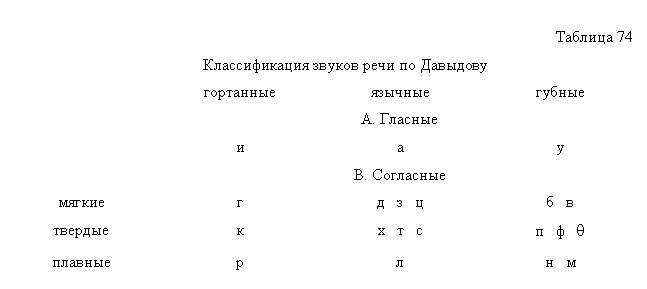 Таблица 74
Классификация звуков речи по Давыдову
гортанные язычные губные
А. Гласные
и а у
В. Согласные
мягкие г д з ц б в
твердые к х т с п ф θ
плавные р л н м